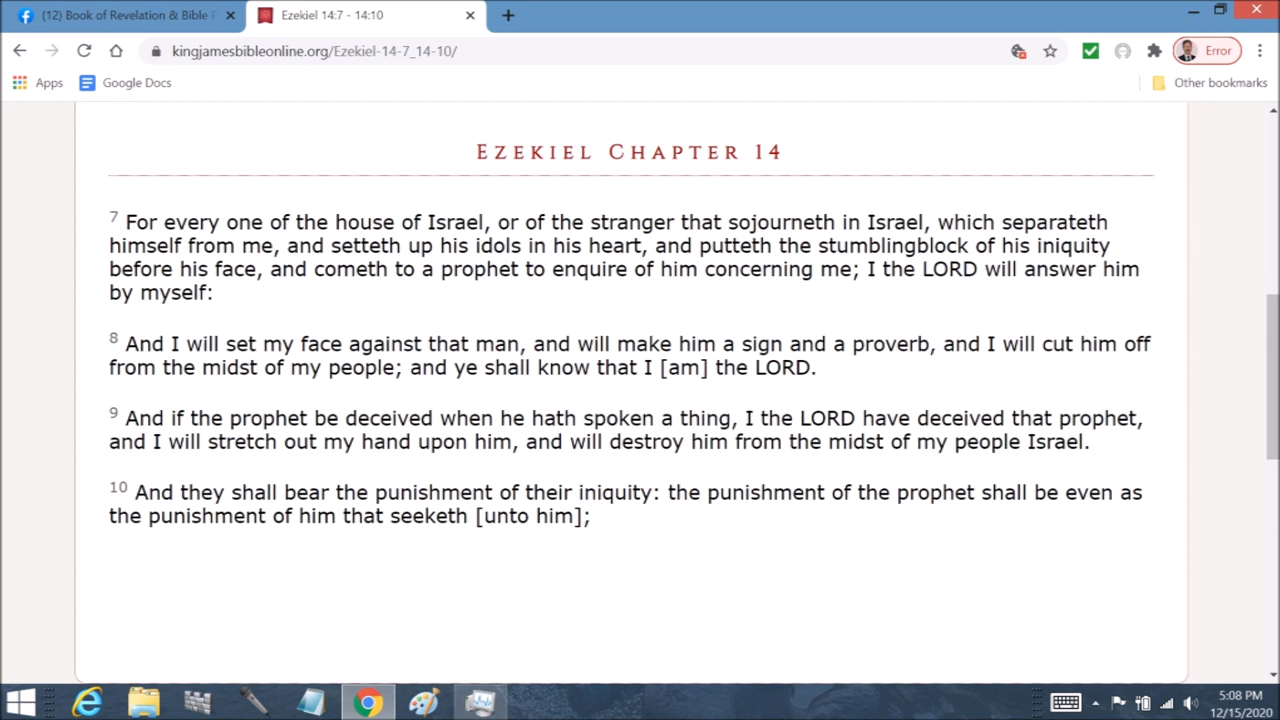 (12) Book of Revelation & Bible
Ezekiel 14:7 - 14:10
kingjamesbibleonline.org/Ezekiel-14-7_14-10/
Error
Apps
Google Docs
Other bookmarks
Ezekiel Chapter 14
7 For every one of the house of Israel, or of the stranger that sojourneth in Israel, which separateth
himself from me, and setteth up his idols in his heart, and putteth the stumblingblock of his iniquity
before his face, and cometh to a prophet to enquire of him concerning me; I the LORD will answer him
by myself:
8 And I will set my face against that man, and will make him a sign and a proverb, and I will cut him off
from the midst of my people; and ye shall know that I [am] the LORD.
9 And if the prophet be deceived when he hath spoken a thing, I the LORD have deceived that prophet,
and I will stretch out my hand upon him, and will destroy him from the midst of my people Israel.
10 And they shall bear the punishment of their iniquity: the punishment of the prophet shall be even as
the punishment of him that seeketh [unto him];
5:08 PM
12/15/2020